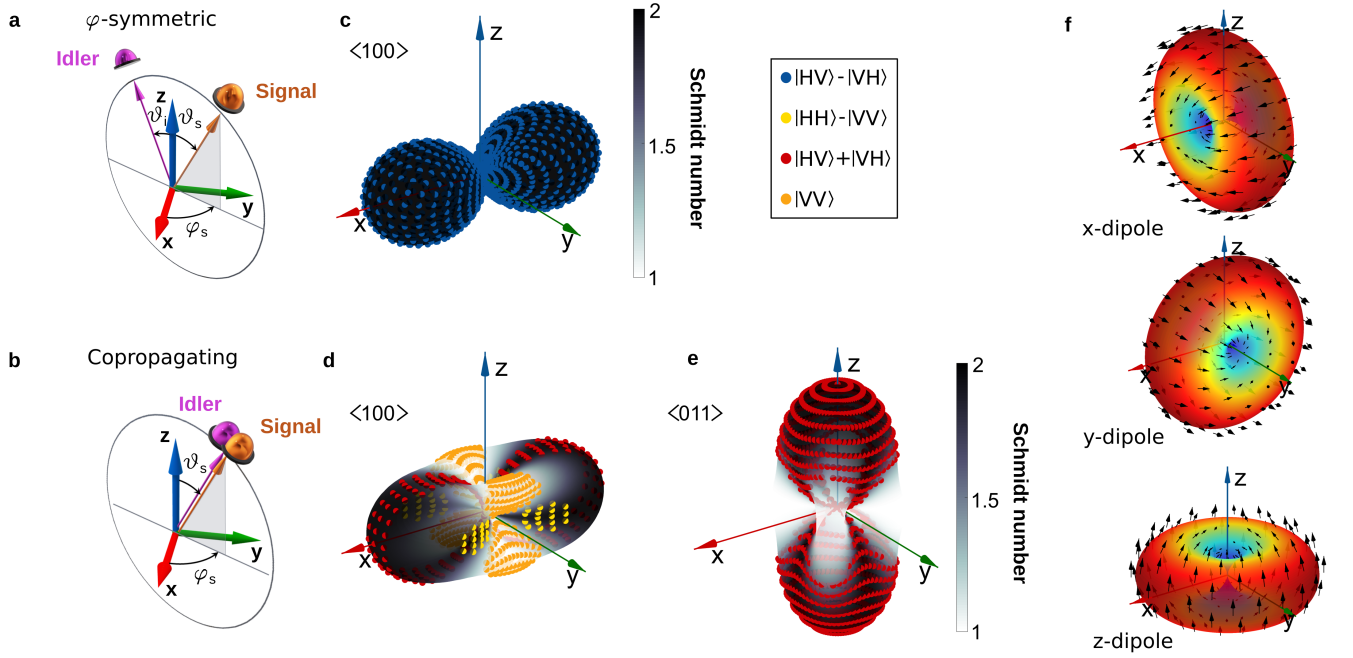 a
φ-symmetric
Idler
Signal
z
ϑi
ϑs
y
x
φs
b
Copropagating
Idler
Signal
z
ϑs
y
x
φs
c
⟨100⟩
z
x
y
2
1.5
1
Schmidt number
|HV⟩-|VH⟩
|HH⟩-|VV⟩
|HV⟩+|VH⟩
|VV⟩
d
⟨100⟩
z
x
y
e
⟨011⟩
z
x
y
2
1.5
1
Schmidt number
f
z
x
y
x-dipole
z
x
y
y-dipole
z
x
y
z-dipole